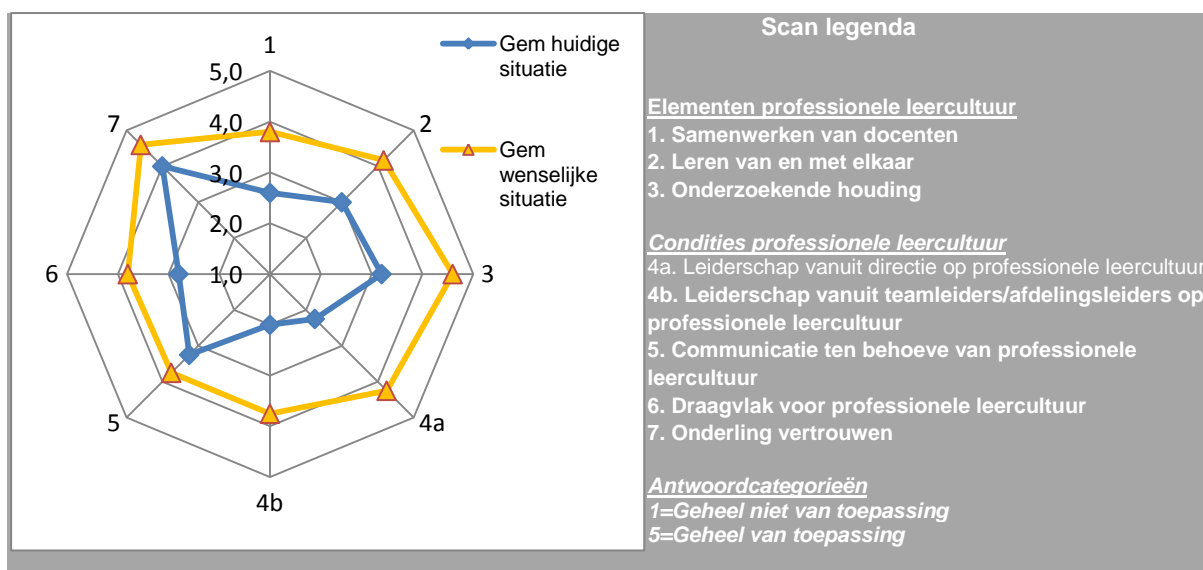 1
5,0
4,0
3,0
2,0
1,0
2
3
4a
4b
5
6
7
Gem huidige
situatie
Gem
wenselijke
situatie
Scan legenda
Elementen professionele leercultuur
1. Samenwerken van docenten
2. Leren van en met elkaar
3. Onderzoekende houding
Condities professionele leercultuur
4a. Leiderschap vanuit directie op professionele leercultuur
4b. Leiderschap vanuit teamleiders/afdelingsleiders op
professionele leercultuur
5. Communicatie ten behoeve van professionele
leercultuur
6. Draagvlak voor professionele leercultuur
7. Onderling vertrouwen
Antwoordcategorieën
1=Geheel niet van toepassing
5=Geheel van toepassing